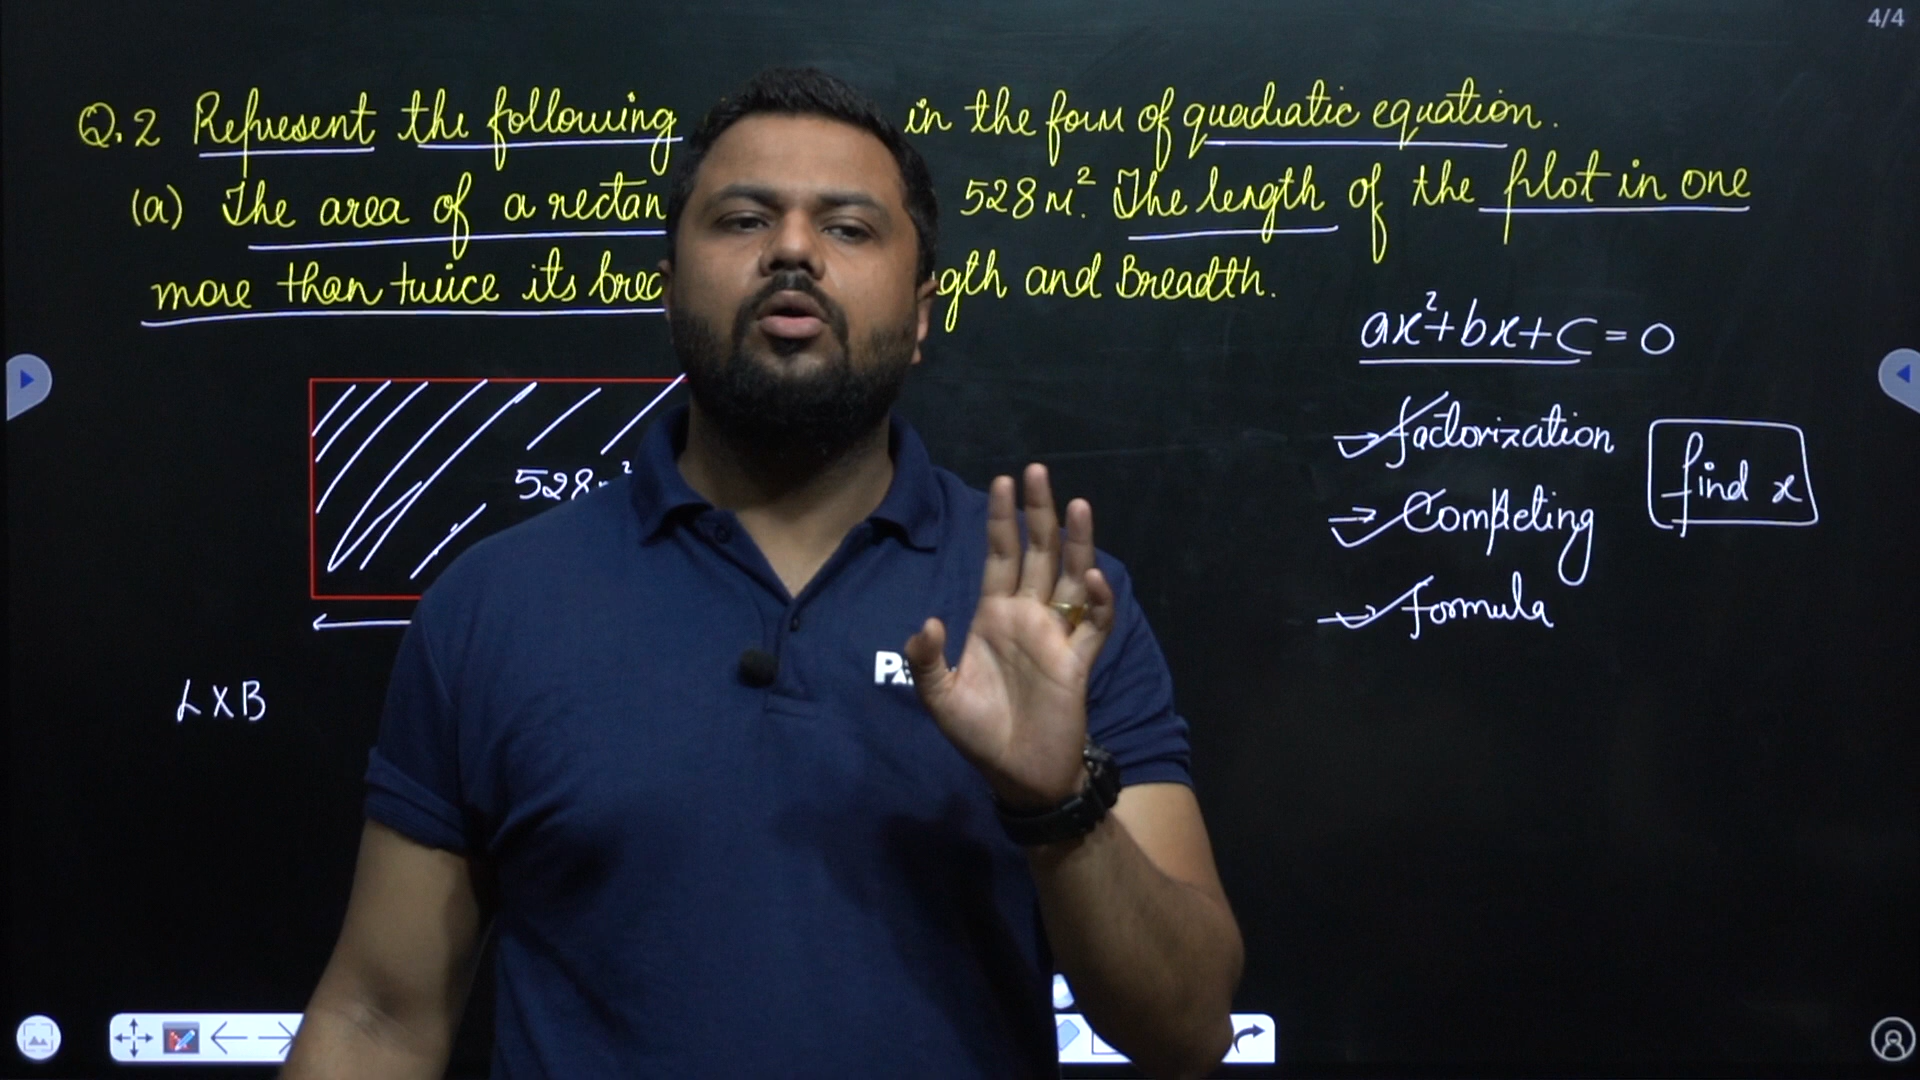 4/4
Q.2 Represent the following in the form of quadratic equation.
(a) The area of a rectan 528 m². The length of the plot in one
more than twice its brea gth and Breadth.
ax²+bx+c=0
→ factorization
find x
528m²
→ Competing
→ formula
L X B